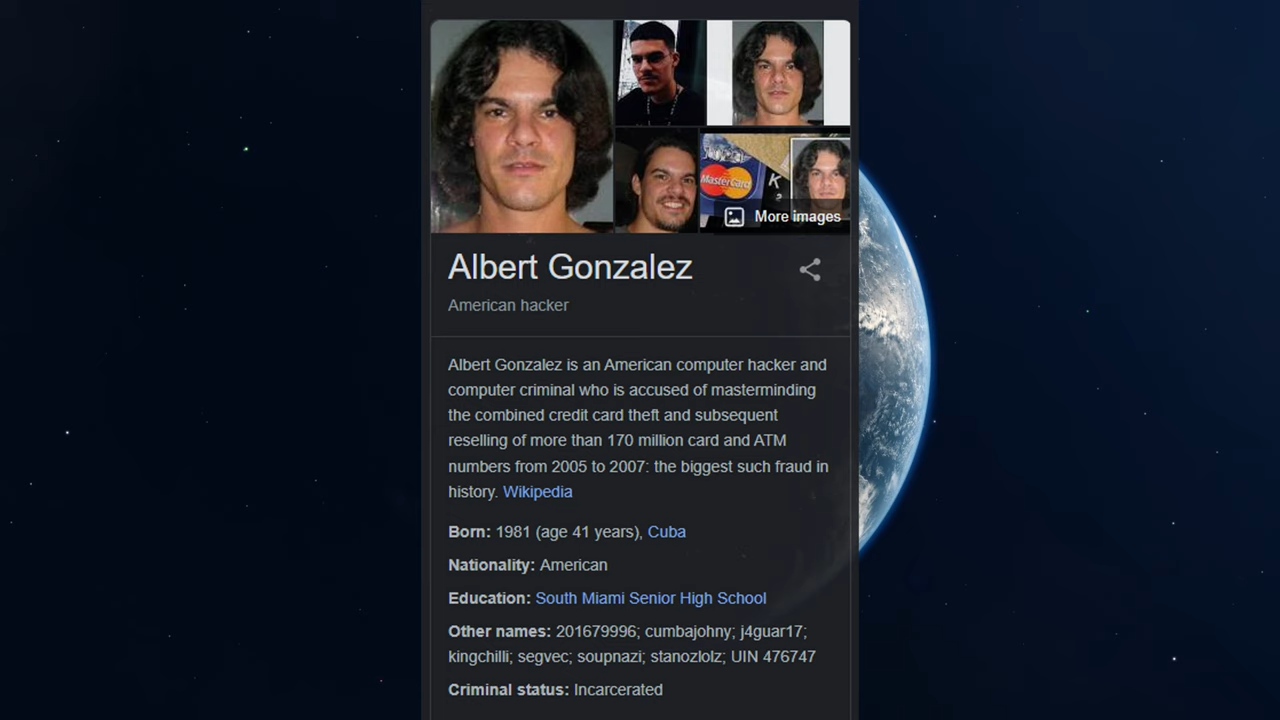 MasterCard
K
More images
Albert Gonzalez
American hacker
Albert Gonzalez is an American computer hacker and
computer criminal who is accused of masterminding
the combined credit card theft and subsequent
reselling of more than 170 million card and ATM
numbers from 2005 to 2007: the biggest such fraud in
history. Wikipedia
Born: 1981 (age 41 years), Cuba
Nationality: American
Education: South Miami Senior High School
Other names: 201679996; cumbajohny; j4guar17;
kingchilli; segvec; soupnazi; stanozlolz; UIN 476747
Criminal status: Incarcerated